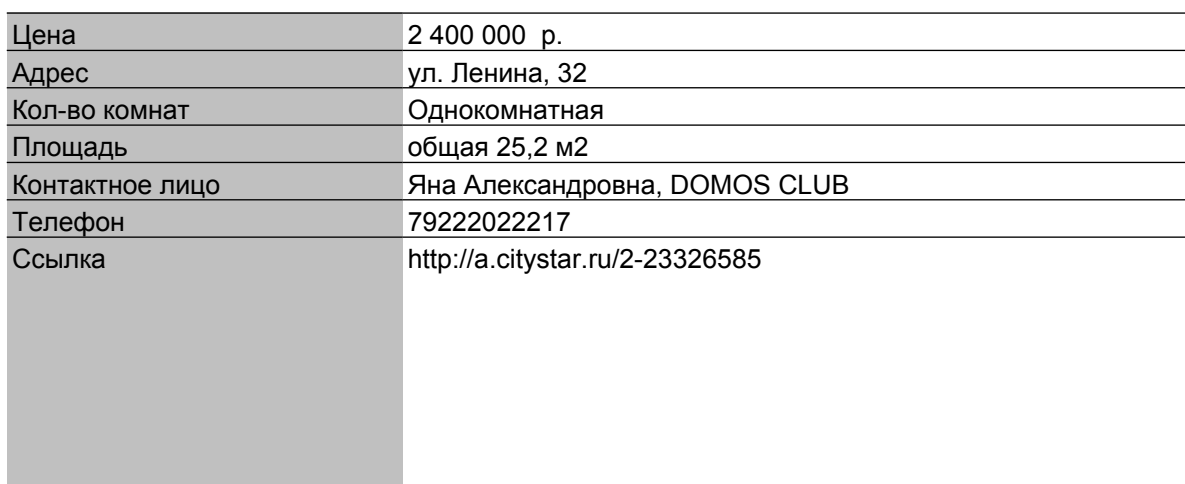 Цена 2 400 000 р.
Адрес ул. Ленина, 32
Кол-во комнат Однокомнатная
Площадь общая 25,2 м2
Контактное лицо Яна Александровна, DOMOS CLUB
Телефон 79222022217
Ссылка http://a.citystar.ru/2-23326585